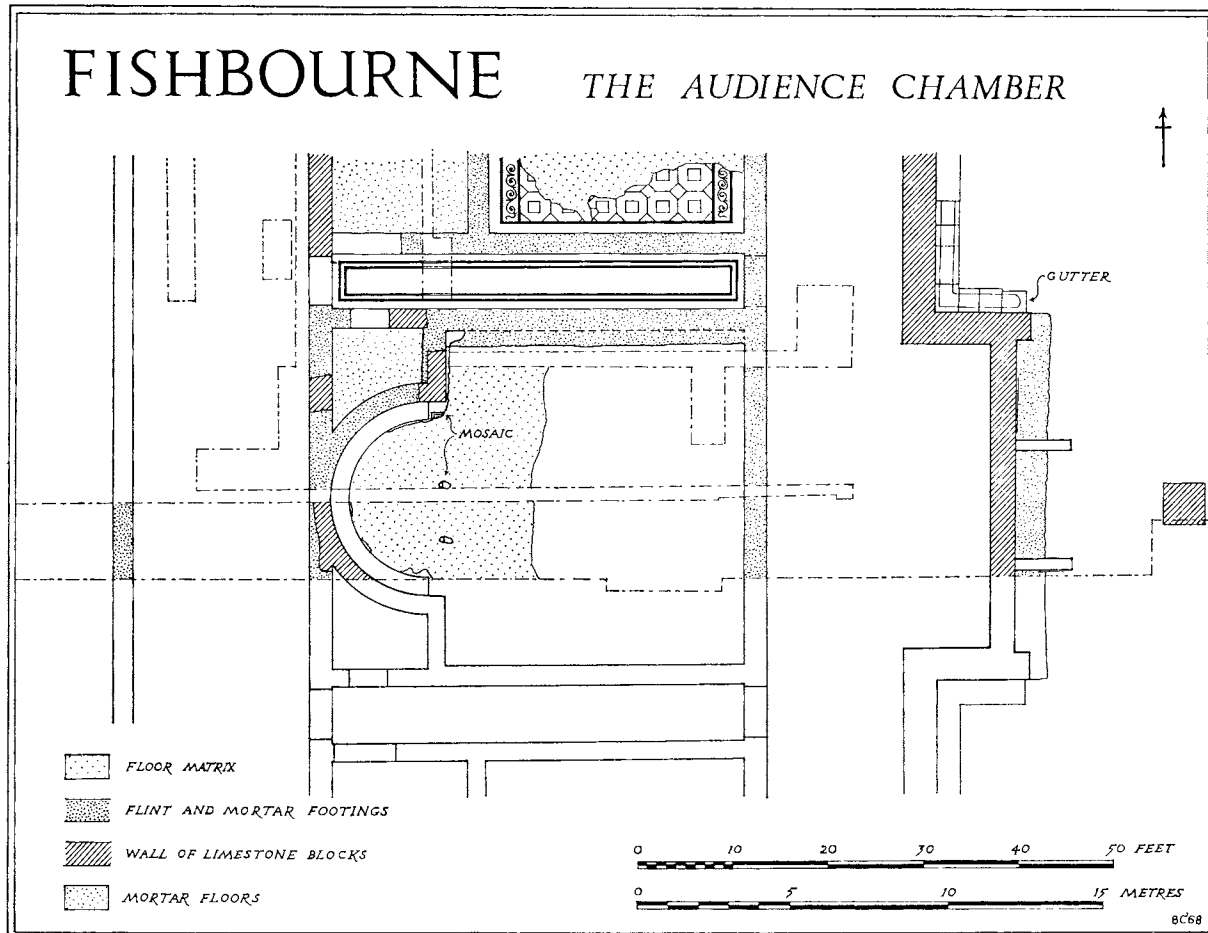 FISHBOURNE THE AUDIENCE CHAMBER
GUTTER
MOSAIC
FLOOR MATRIX
FLINT AND MORTAR FOOTINGS
WALL OF LIMESTONE BLOCKS
MORTAR FLOORS
0 10 20 30 40 50 FEET
0 5 10 15 METRES
BC68